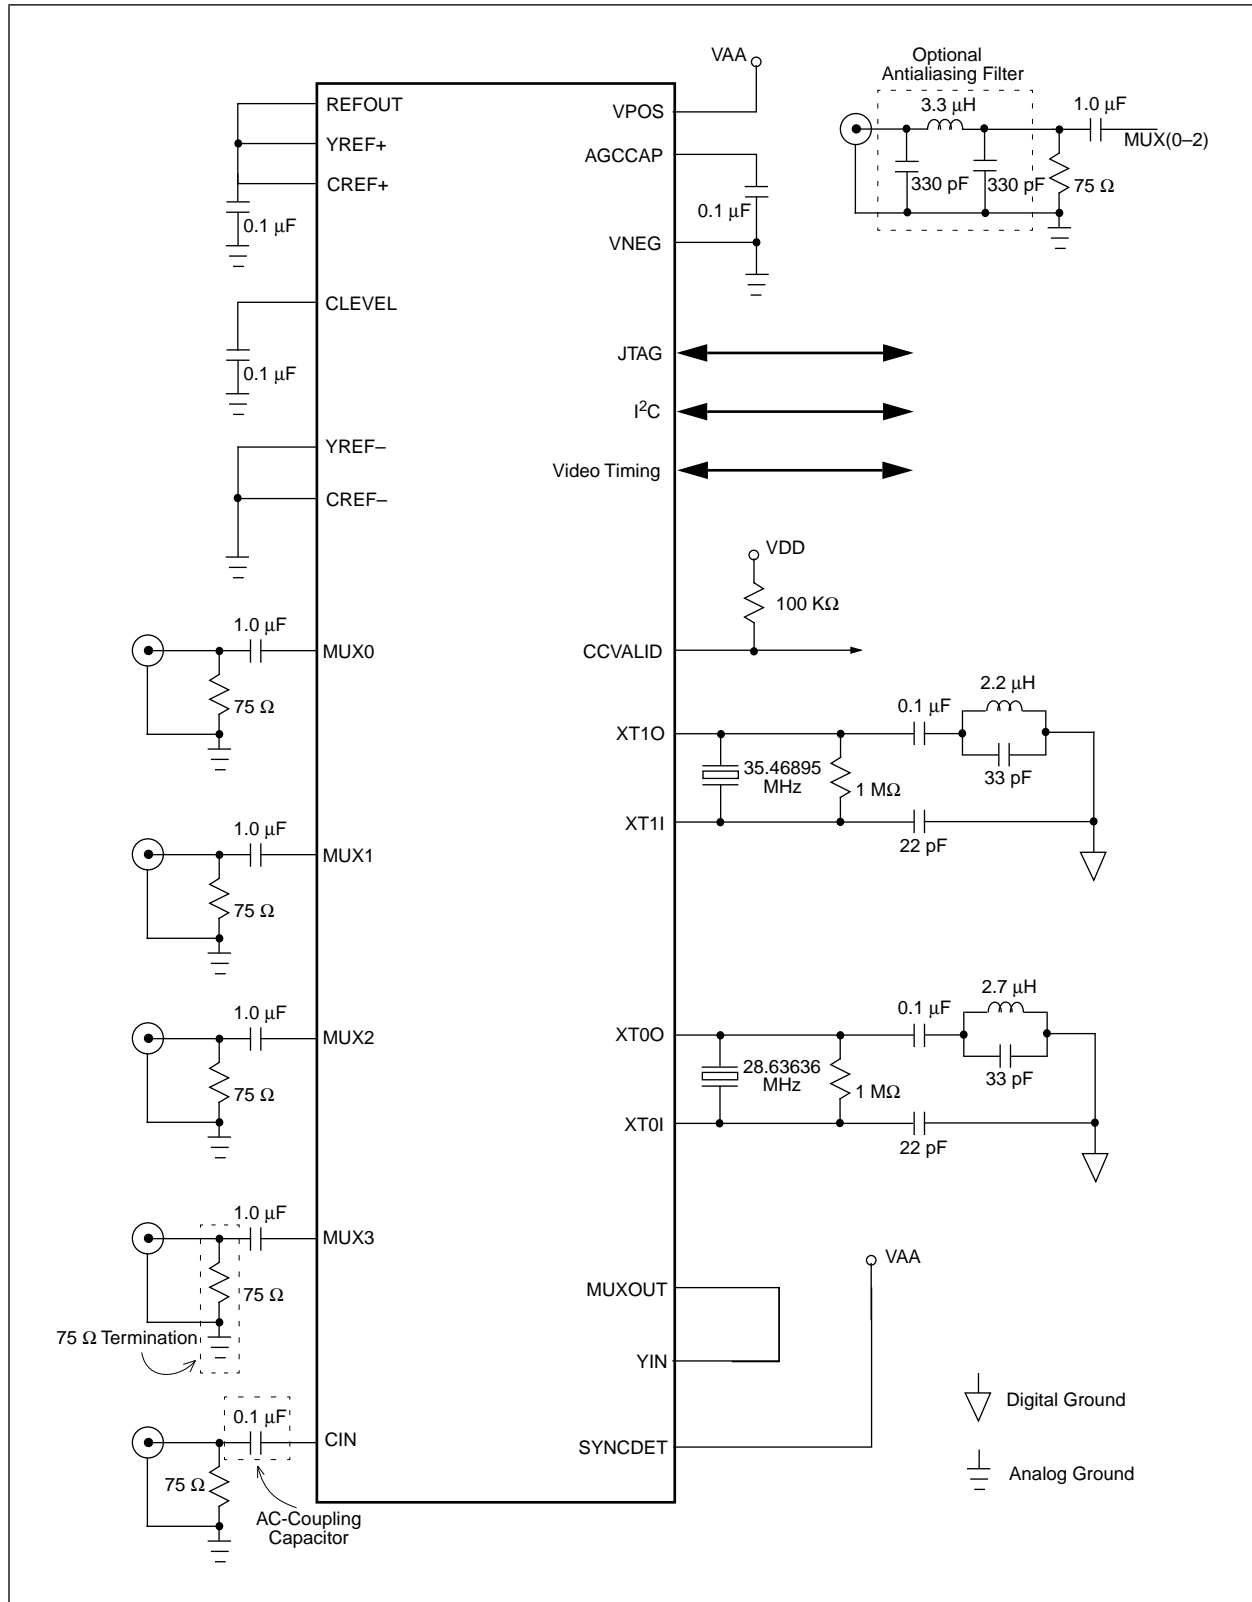 VAA
Optional
Antialiasing Filter
3.3 μH
1.0 μF
MUX(0–2)
330 pF
330 pF
75 Ω
REFOUT
YREF+
CREF+
0.1 μF
VPOS
AGCCAP
0.1 μF
VNEG
CLEVEL
0.1 μF
JTAG
I²C
Video Timing
YREF–
CREF–
VDD
100 KΩ
CCVALID
1.0 μF
MUX0
75 Ω
2.2 μH
0.1 μF
XT1O
33 pF
35.46895
MHz
1 MΩ
XT1I
22 pF
1.0 μF
MUX1
75 Ω
2.7 μH
0.1 μF
XT0O
33 pF
28.63636
MHz
1 MΩ
XT0I
22 pF
1.0 μF
MUX2
75 Ω
1.0 μF
MUX3
75 Ω
75 Ω Termination
VAA
MUXOUT
YIN
SYNCDET
0.1 μF
CIN
75 Ω
AC-Coupling
Capacitor
Digital Ground
Analog Ground